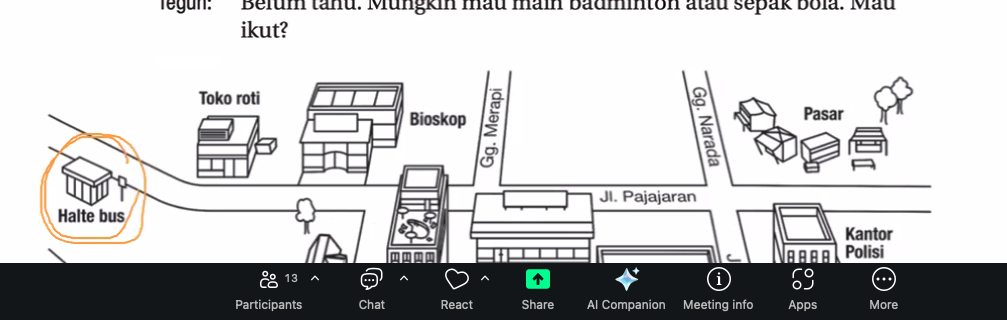 Teguh: Belum tahu. Mungkin mau main badminton atau sepak bola. Mau
ikut?
Toko roti
Bioskop
Gg. Merapi
Gg. Narada
Pasar
Halte bus
Jl. Pajajaran
Kantor
Polisi
J
13
Participants
Chat
React
Share
AI Companion
Meeting info
Apps
More